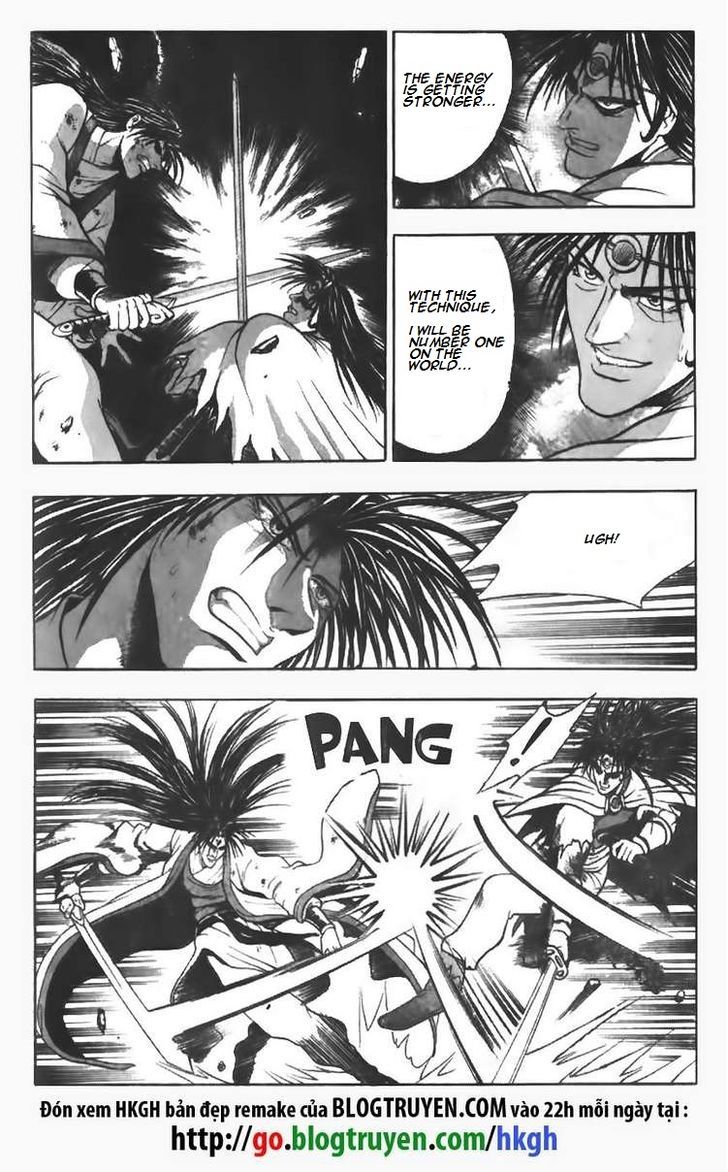 THE ENERGY
IS GETTING
STRONGER...
WITH THIS
TECHNIQUE,
I WILL BE
NUMBER ONE
ON THE
WORLD...
UGH!
PANG
!
Đón xem HKGH bản đẹp remake của BLOGTRUYEN.COM vào 22h mỗi ngày tại :
http://go.blogtruyen.com/hkgh